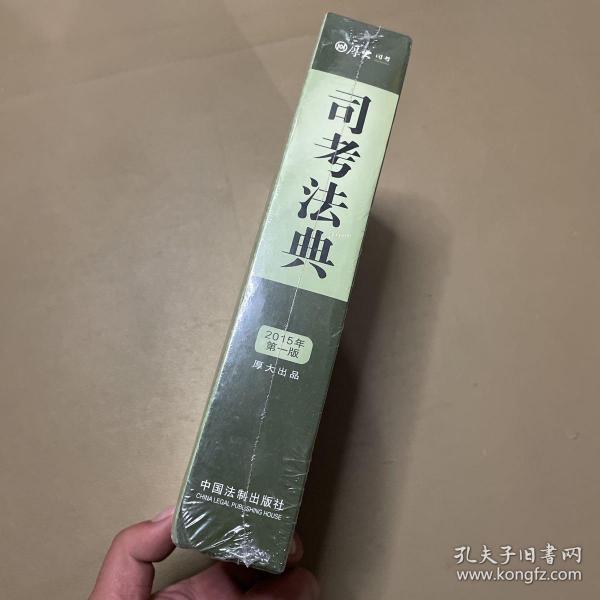 厚大 司考
司考法典
2015年
第一版
厚大出品
中国法制出版社
CHINA LEGAL PUBLISHING HOUSE
孔夫子旧书网
www.kongfz.com